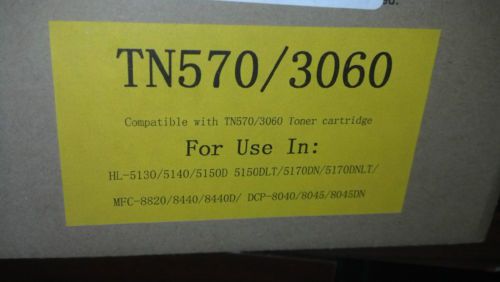 TN570/3060
Compatible with TN570/3060 Toner cartridge
For Use In:
HL-5130/5140/5150D 5150DLT/5170DN/5170DNLT/
MFC-8820/8440/8440D/ DCP-8040/8045/8045DN